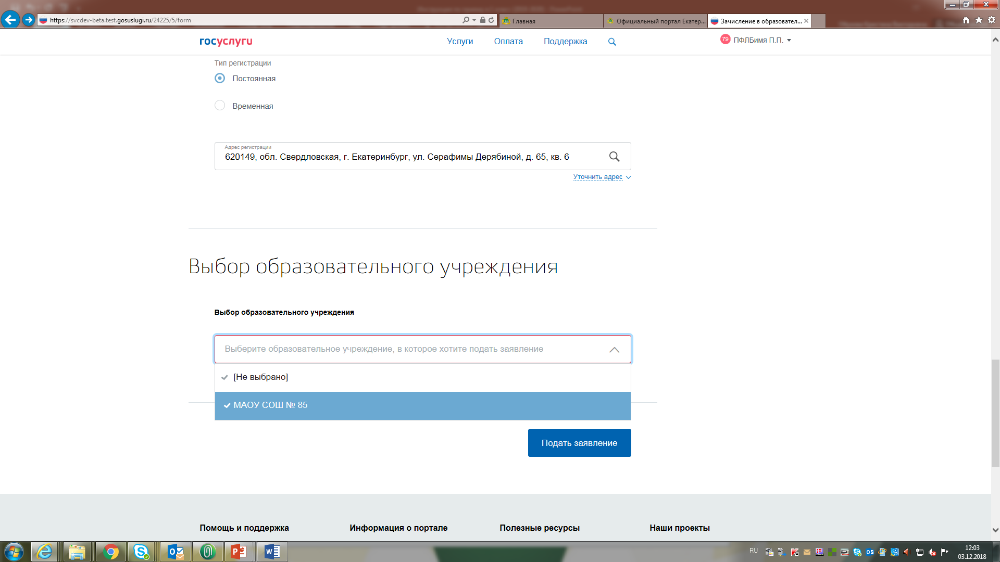 https://svcdev-beta.test.gosuslugi.ru/24225/5/form
Главная
Официальный портал Екатер...
Зачисление в образовател...
госуслуги
Услуги
Оплата
Поддержка
79
ПФЛБимя П.П.
Тип регистрации
Постоянная
Временная
Адрес регистрации
620149, обл. Свердловская, г. Екатеринбург, ул. Серафимы Дерябиной, д. 65, кв. 6
Уточнить адрес
Выбор образовательного учреждения
Выбор образовательного учреждения
Выберите образовательное учреждение, в которое хотите подать заявление
[Не выбрано]
МАОУ СОШ № 85
Подать заявление
Помощь и поддержка
Информация о портале
Полезные ресурсы
Наши проекты
RU
12:03
03.12.2018